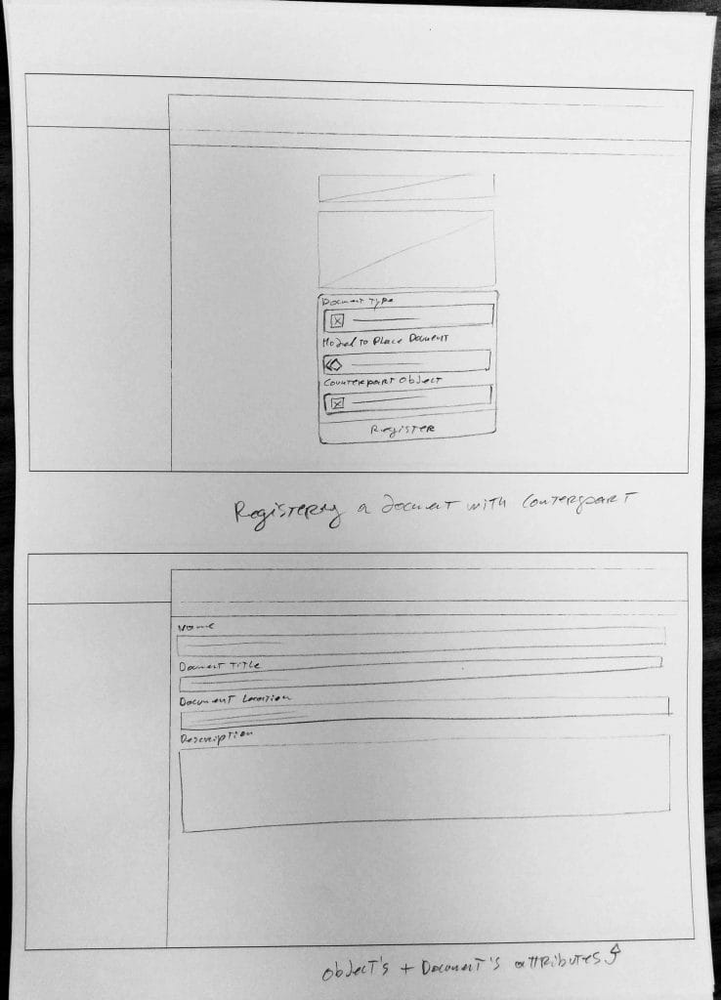 Document Type
Model to Place Document
Counterpart Object
Register
Registering a document with Counterpart
Name
Document Title
Document Location
Description
Object's + Document's attributes